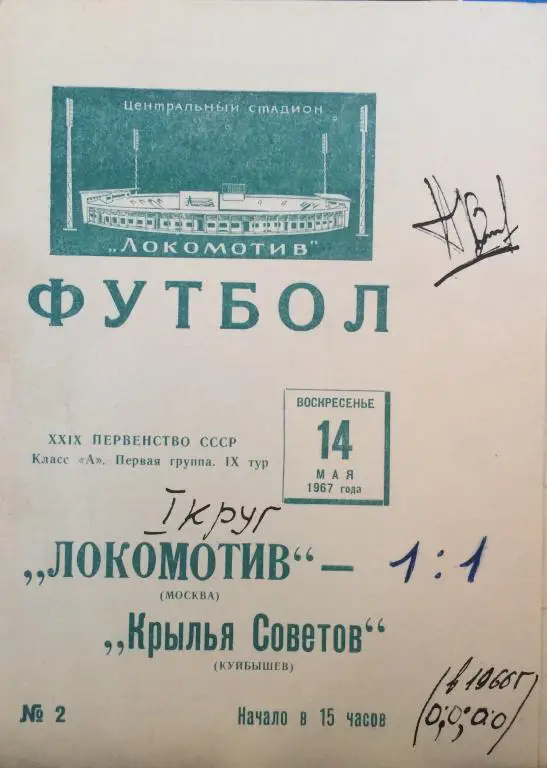 Центральный стадион
„Локомотив"
ФУТБОЛ
XXIX ПЕРВЕНСТВО СССР
Класс «А». Первая группа. IX тур
ВОСКРЕСЕНЬЕ
14
МАЯ
1967 года
I круг
„ЛОКОМОТИВ“ — 1:1
(МОСКВА)
„Крылья Советов“
(КУЙБЫШЕВ)
(в 1966г
0:0; 0:0)
№ 2
Начало в 15 часов